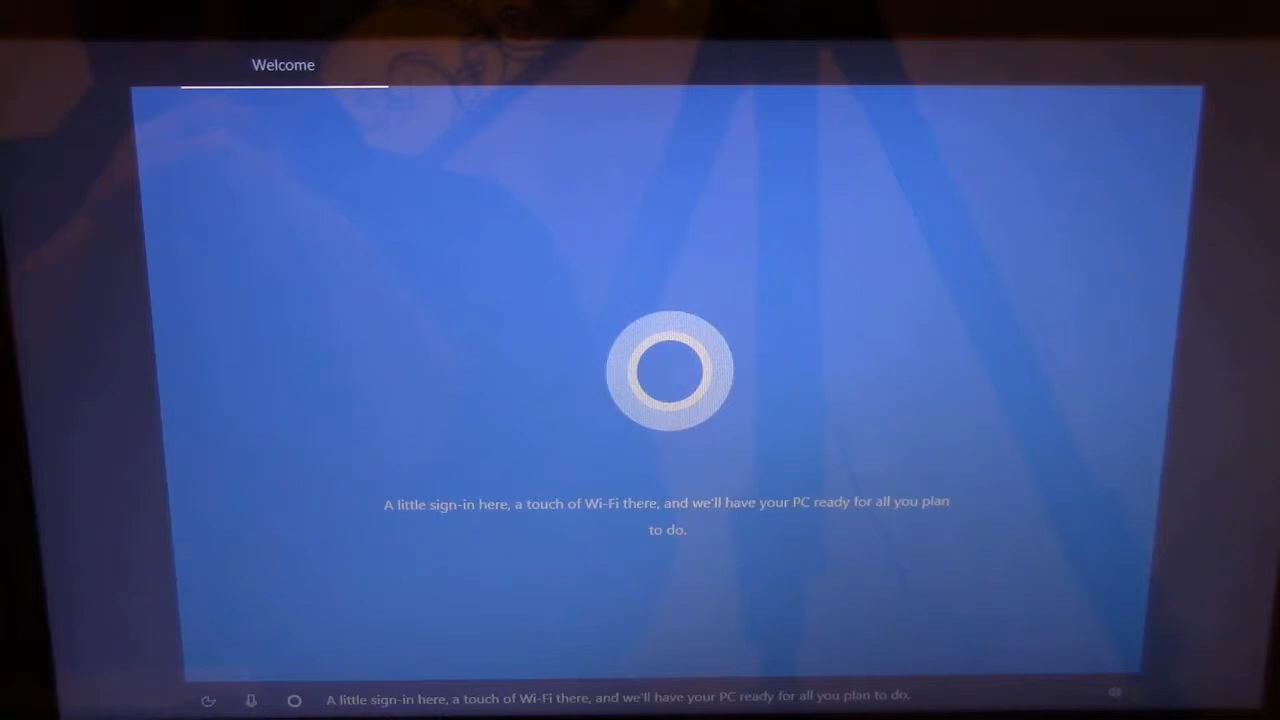 Welcome
A little sign-in here, a touch of Wi-Fi there, and we'll have your PC ready for all you plan
to do.
A little sign-in here, a touch of Wi-Fi there, and we'll have your PC ready for all you plan to do.